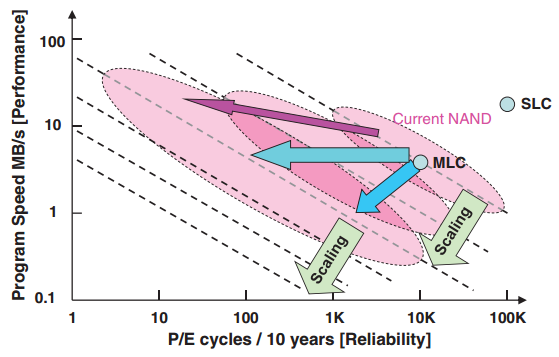 Program Speed MB/s [Performance]
100
10
1
0.1
SLC
Current NAND
MLC
Scaling
Scaling
1
10
100
1K
10K
100K
P/E cycles / 10 years [Reliability]